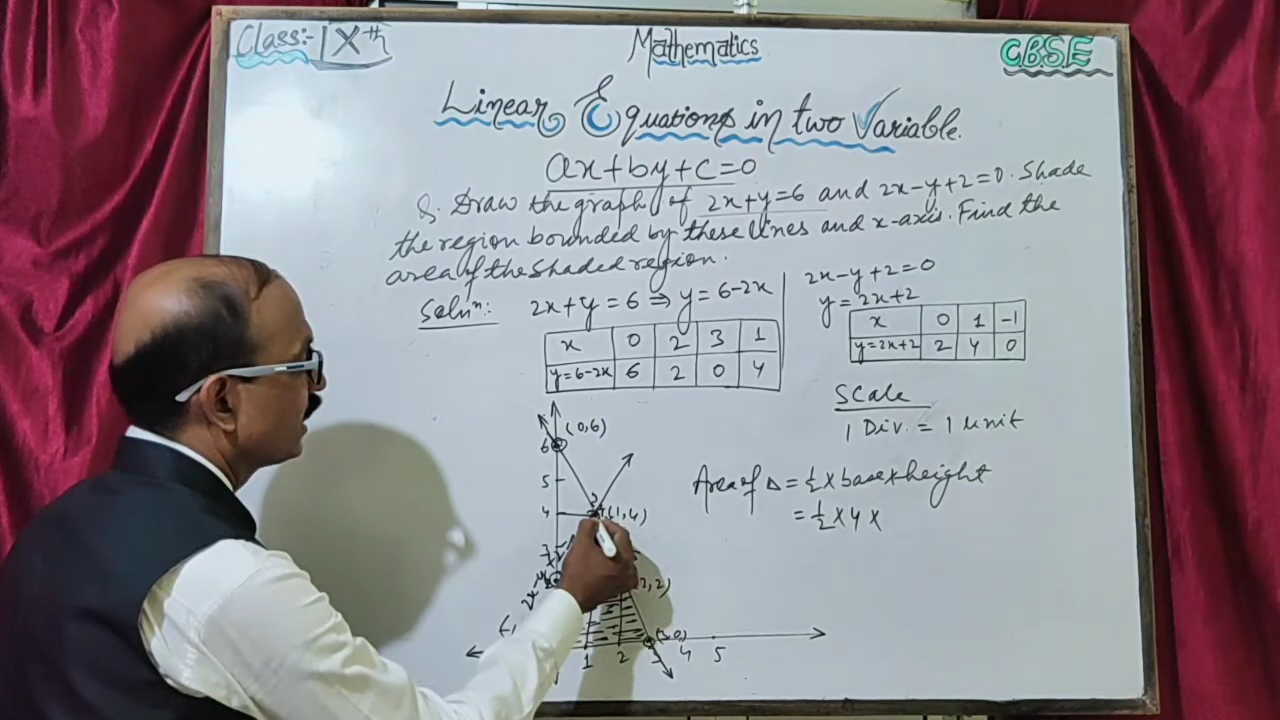 Class:- IXth
Mathematics
C.B.S.E
Linear Equations in two Variable.
ax+by+c=0
Q. Draw the graph of 2x+y=6 and 2x-y+2=0. Shade
the region bounded by these lines and x-axis. Find the
area of the shaded region.
Soln: 2x+y=6 ⇒ y=6-2x
x 0 2 3 1
y=6-2x 6 2 0 4
2x-y+2=0
y=2x+2
x 0 1 -1
y=2x+2 2 4 0
Scale
1 Div. = 1 unit
Area of Δ = 1/2 × base × height
= 1/2 × 4 ×
(0,6)
6
5
4 (1,4)
3
2,2)
(3,0)
1 2 3 4 5